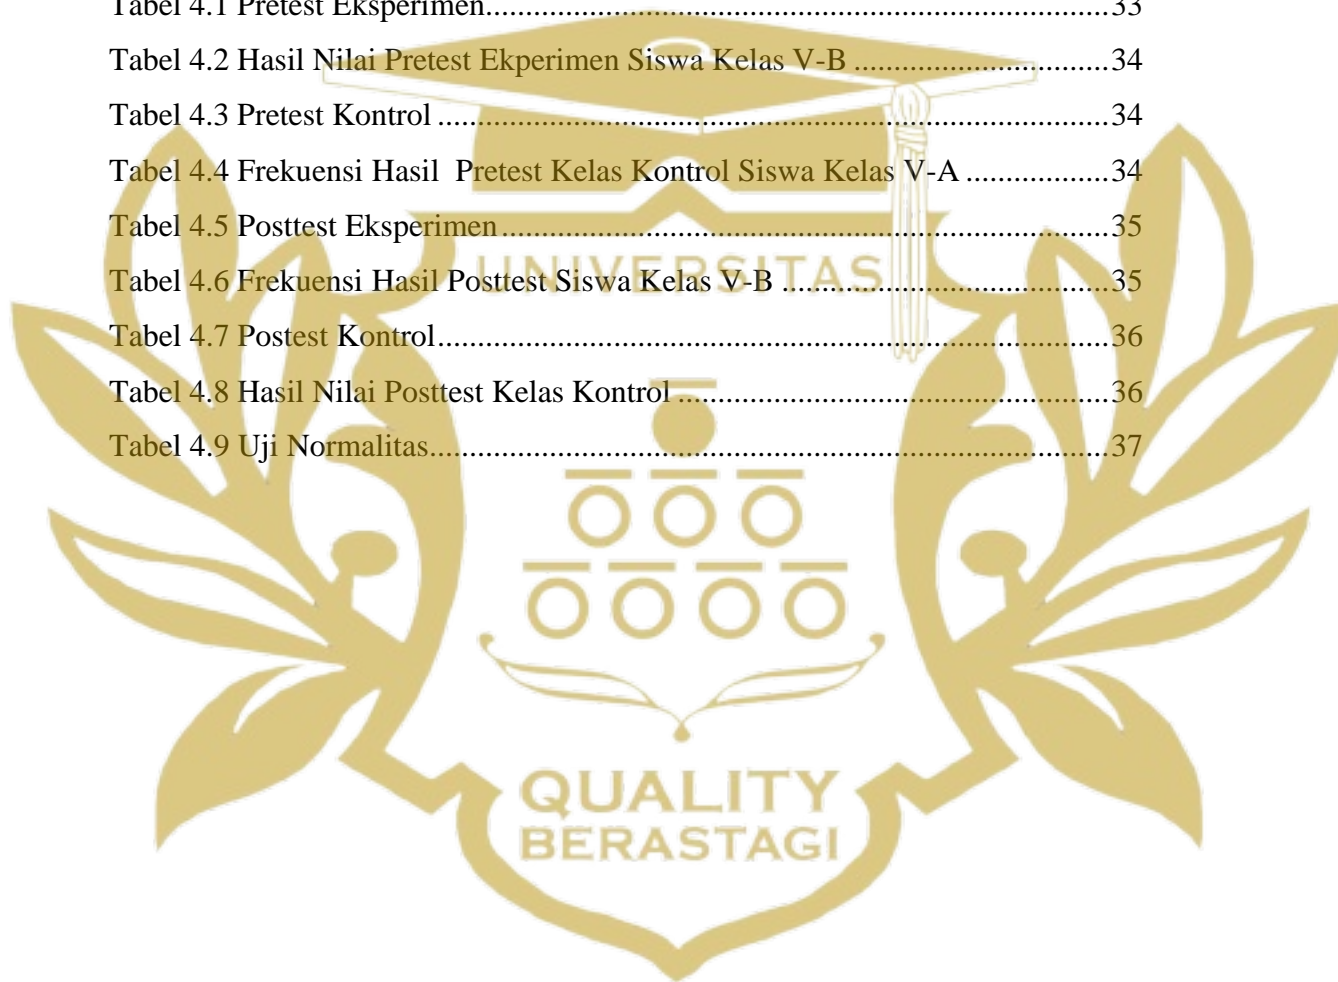 Tabel 4.1 Pretest Eksperimen..............................................................................33
Tabel 4.2 Hasil Nilai Pretest Ekperimen Siswa Kelas V-B ................................34
Tabel 4.3 Pretest Kontrol ....................................................................................34
Tabel 4.4 Frekuensi Hasil  Pretest Kelas Kontrol Siswa Kelas V-A ..................34
Tabel 4.5 Posttest Eksperimen............................................................................35
UNIVERSITAS
Tabel 4.6 Frekuensi Hasil Posttest Siswa Kelas V-B .........................................35
Tabel 4.7 Postest Kontrol....................................................................................36
Tabel 4.8 Hasil Nilai Posttest Kelas Kontrol ......................................................36
Tabel 4.9 Uji Normalitas.....................................................................................37
QUALITY
BERASTAGI